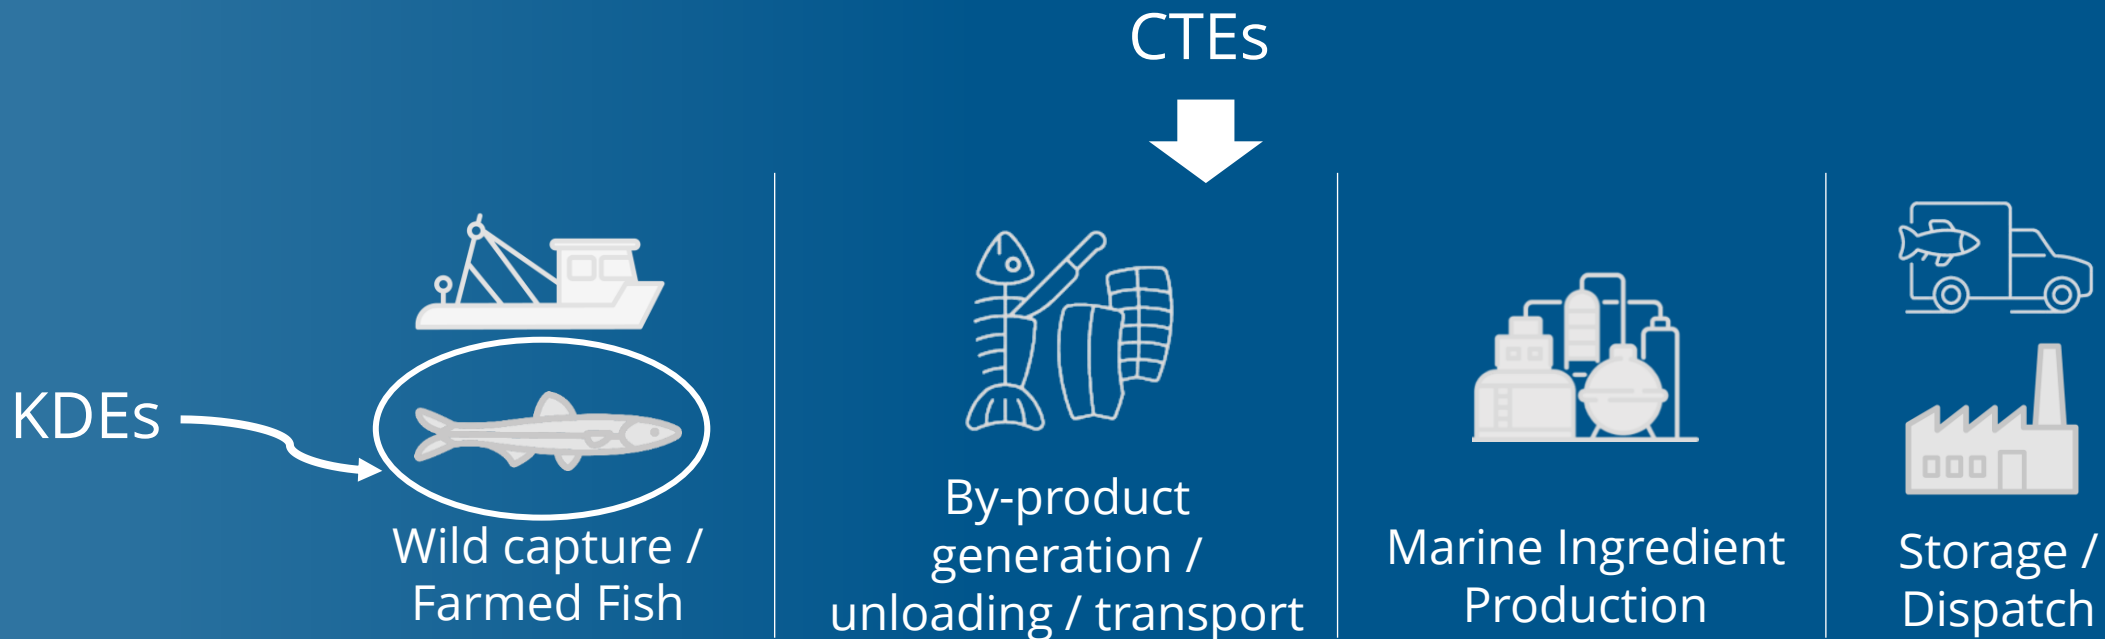 CTEs
KDEs
Wild capture /
Farmed Fish
By-product
generation /
unloading / transport
Marine Ingredient
Production
Storage /
Dispatch